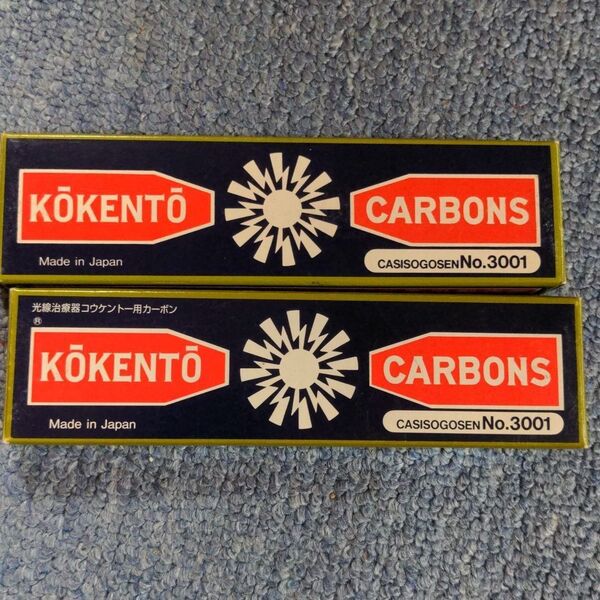 KŌKENTŌ
CARBONS
Made in Japan
CASISOGOSEN No.3001
光線治療器コウケントー用カーボン
®
KŌKENTŌ
CARBONS
Made in Japan
CASISOGOSEN No.3001